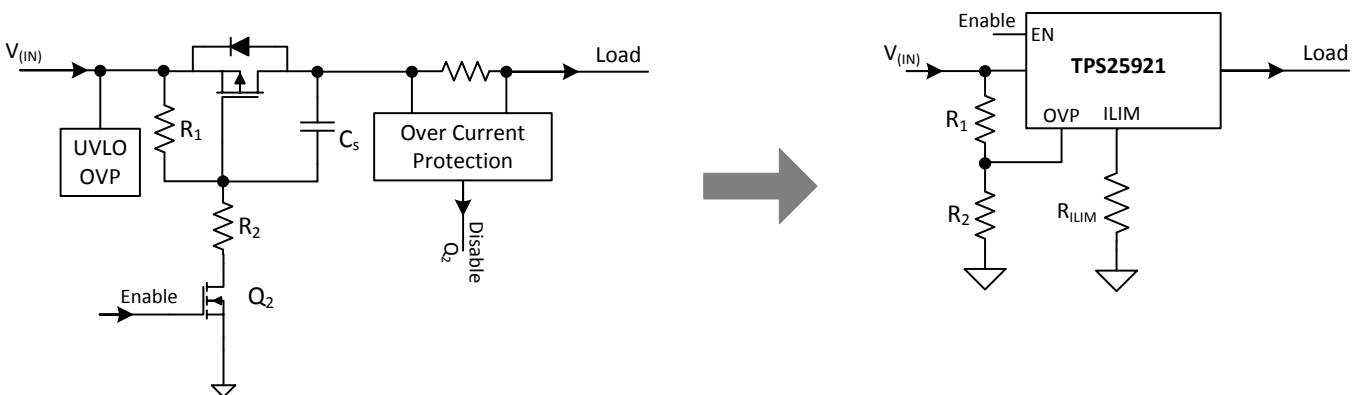 V(IN)
R1
UVLO
OVP
Cs
Over Current
Protection
Load
R2
Disable
Q2
Enable
Q2
Enable
EN
TPS25921
V(IN)
Load
R1
OVP
ILIM
R2
RILIM